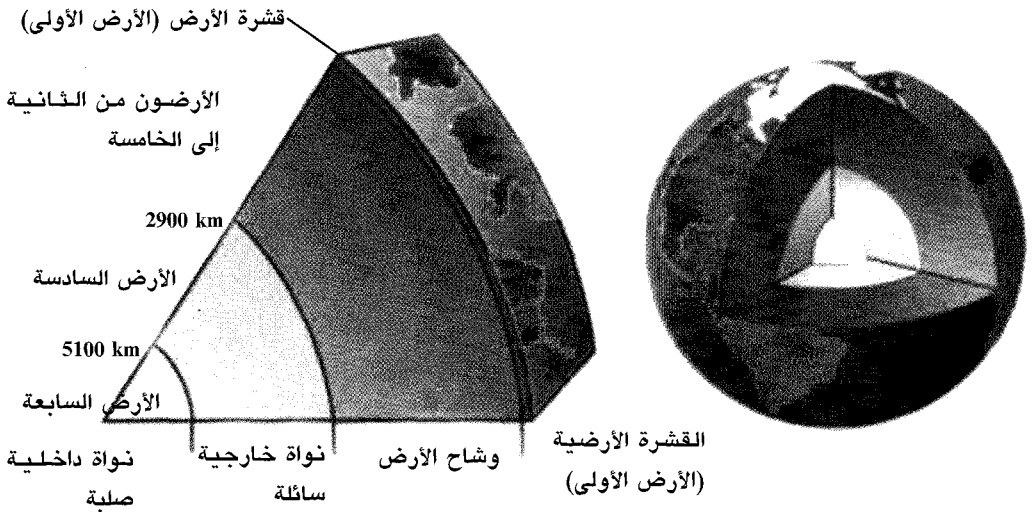 قشرة الأرض (الأرض الأولى)
الأرضون من الثانية
إلى الخامسة
2900 km
الأرض السادسة
5100 km
الأرض السابعة
نواة داخلية
صلبة
نواة خارجية
سائلة
وشاح الأرض
القشرة الأرضية
(الأرض الأولى)